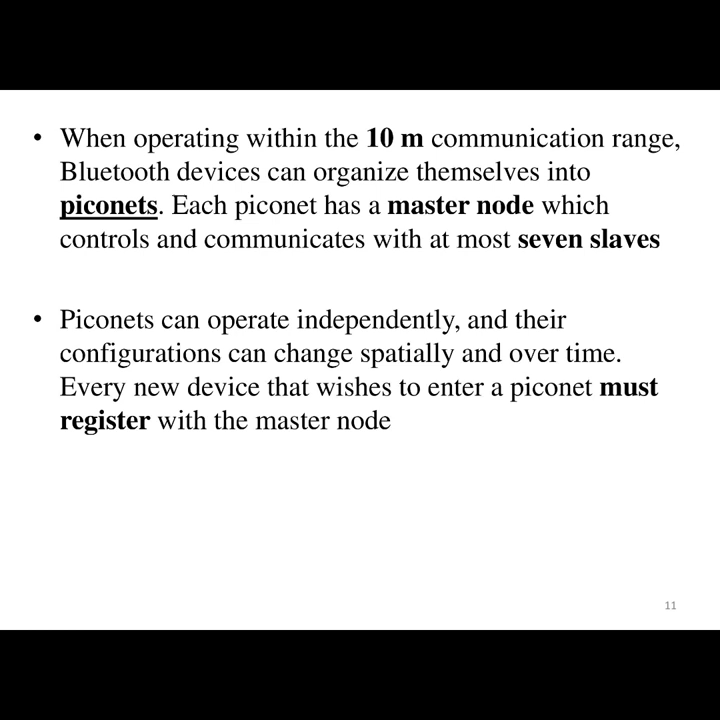 • When operating within the 10 m communication range,
Bluetooth devices can organize themselves into
piconets. Each piconet has a master node which
controls and communicates with at most seven slaves
• Piconets can operate independently, and their
configurations can change spatially and over time.
Every new device that wishes to enter a piconet must
register with the master node
11